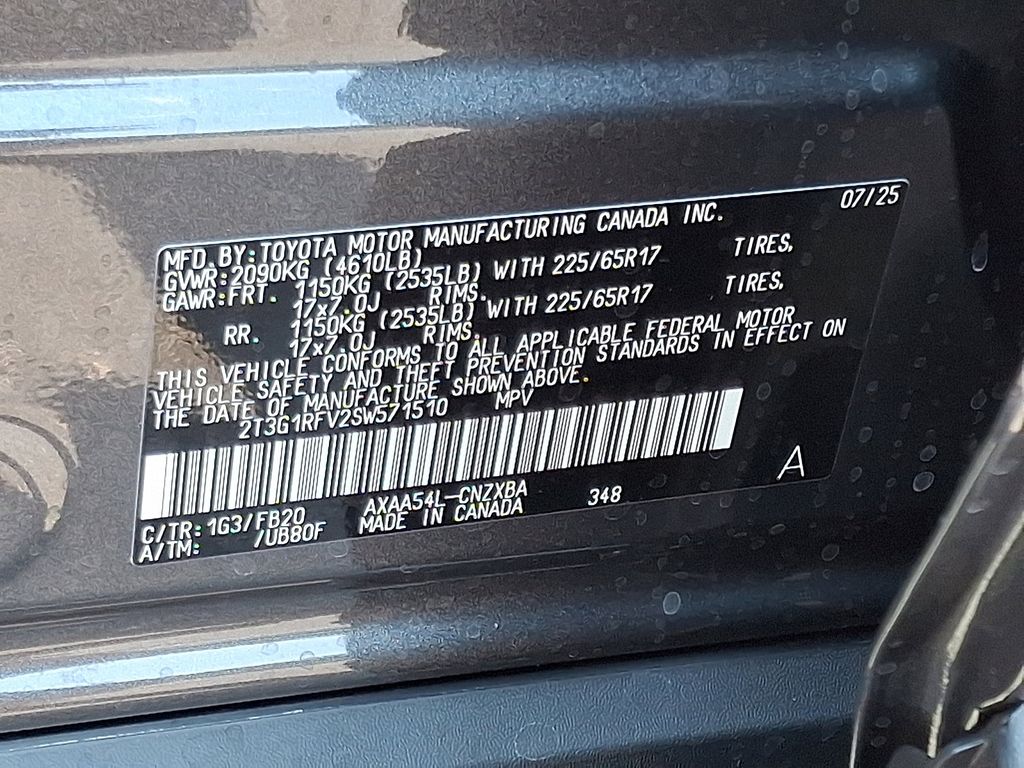 07/25
MFD.BY:TOYOTA MOTOR MANUFACTURING CANADA INC.
GVWR:2090KG (4610LB)
GAWR:FRT. 1150KG (2535LB) WITH 225/65R17 TIRES,
17x7.0J RIMS.
RR. 1150KG (2535LB) WITH 225/65R17 TIRES,
17x7.0J RIMS.
THIS VEHICLE CONFORMS TO ALL APPLICABLE FEDERAL MOTOR
VEHICLE SAFETY AND THEFT PREVENTION STANDARDS IN EFFECT ON
THE DATE OF MANUFACTURE SHOWN ABOVE.
2T3G1RFV2SW571510 MPV
A
C/TR:1G3/FB20 AXAA54L-CNZXBA 348
A/TM: /UB80F MADE IN CANADA